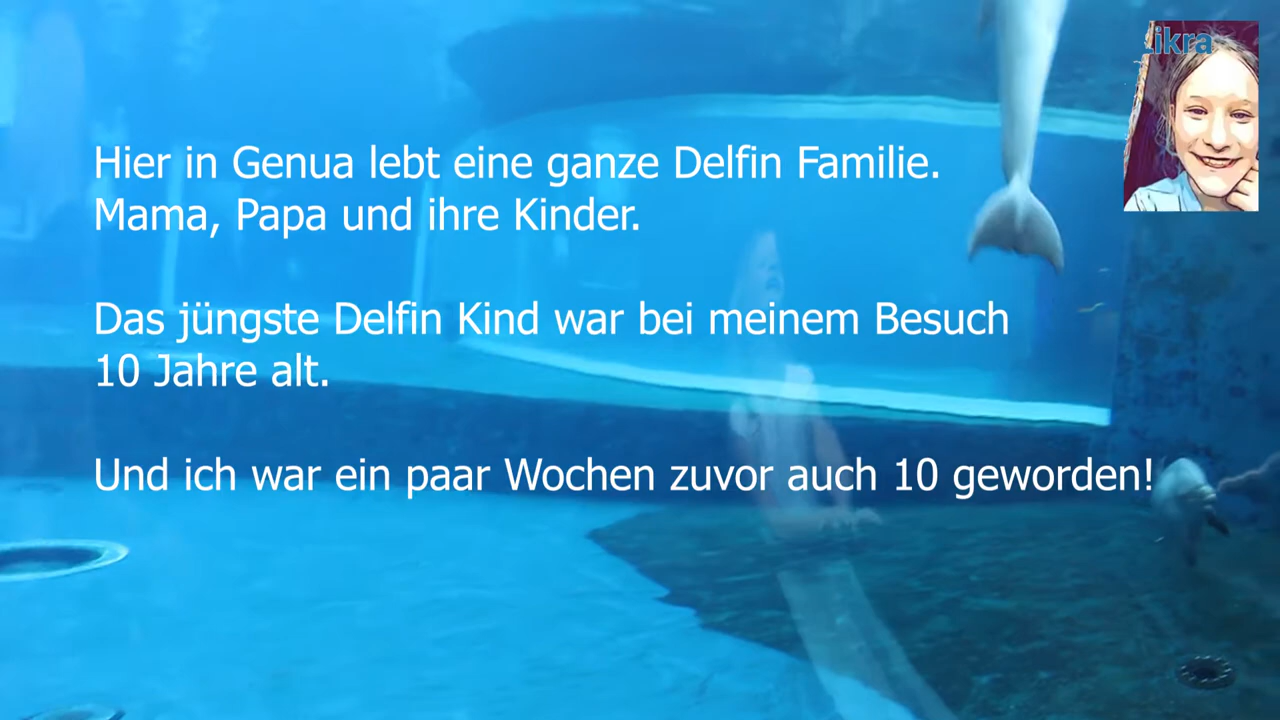 Hier in Genua lebt eine ganze Delfin Familie.
Mama, Papa und ihre Kinder.
Das jüngste Delfin Kind war bei meinem Besuch
10 Jahre alt.
Und ich war ein paar Wochen zuvor auch 10 geworden!
Likra